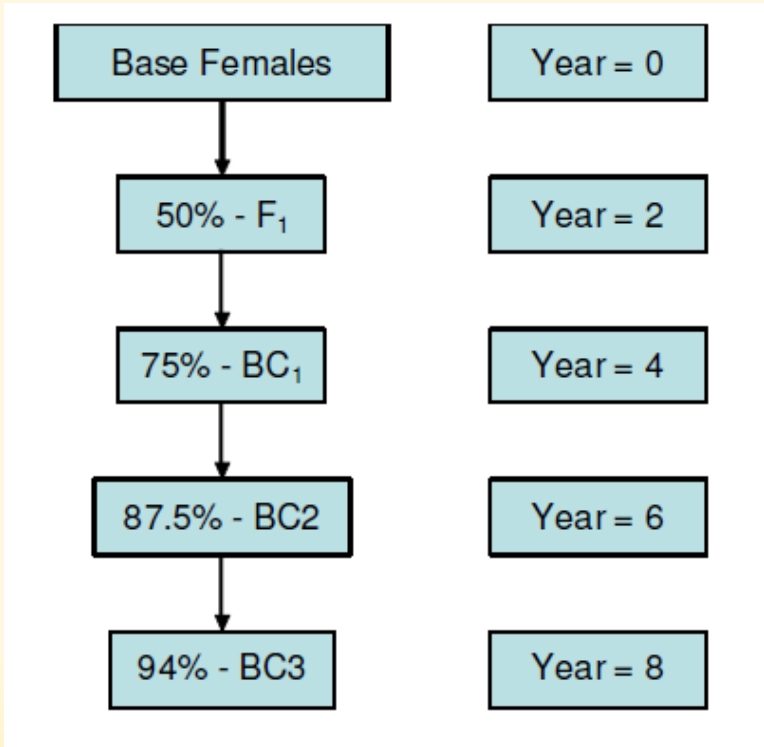 Base Females
Year = 0
50% - F₁
Year = 2
75% - BC₁
Year = 4
87.5% - BC2
Year = 6
94% - BC3
Year = 8